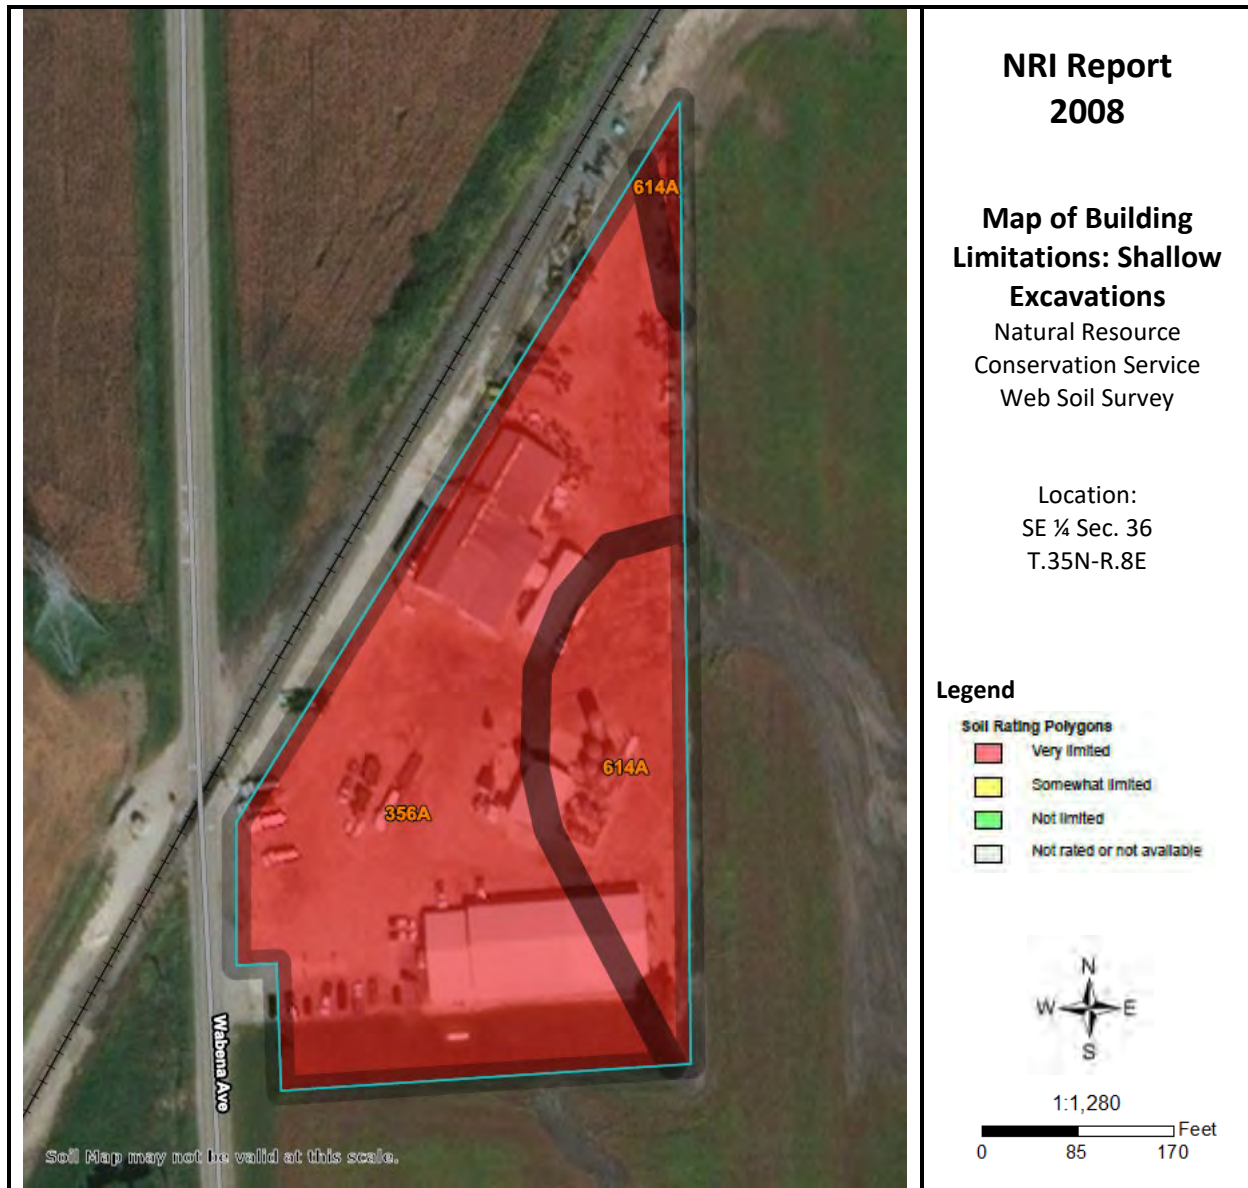 614A
614A
356A
Wabena Ave
Soil Map may not be valid at this scale.
NRI Report
2008
Map of Building
Limitations: Shallow
Excavations
Natural Resource
Conservation Service
Web Soil Survey
Location:
SE ¼ Sec. 36
T.35N-R.8E
Legend
Soil Rating Polygons
Very limited
Somewhat limited
Not limited
Not rated or not available
N
W E
S
1:1,280
Feet
0 85 170